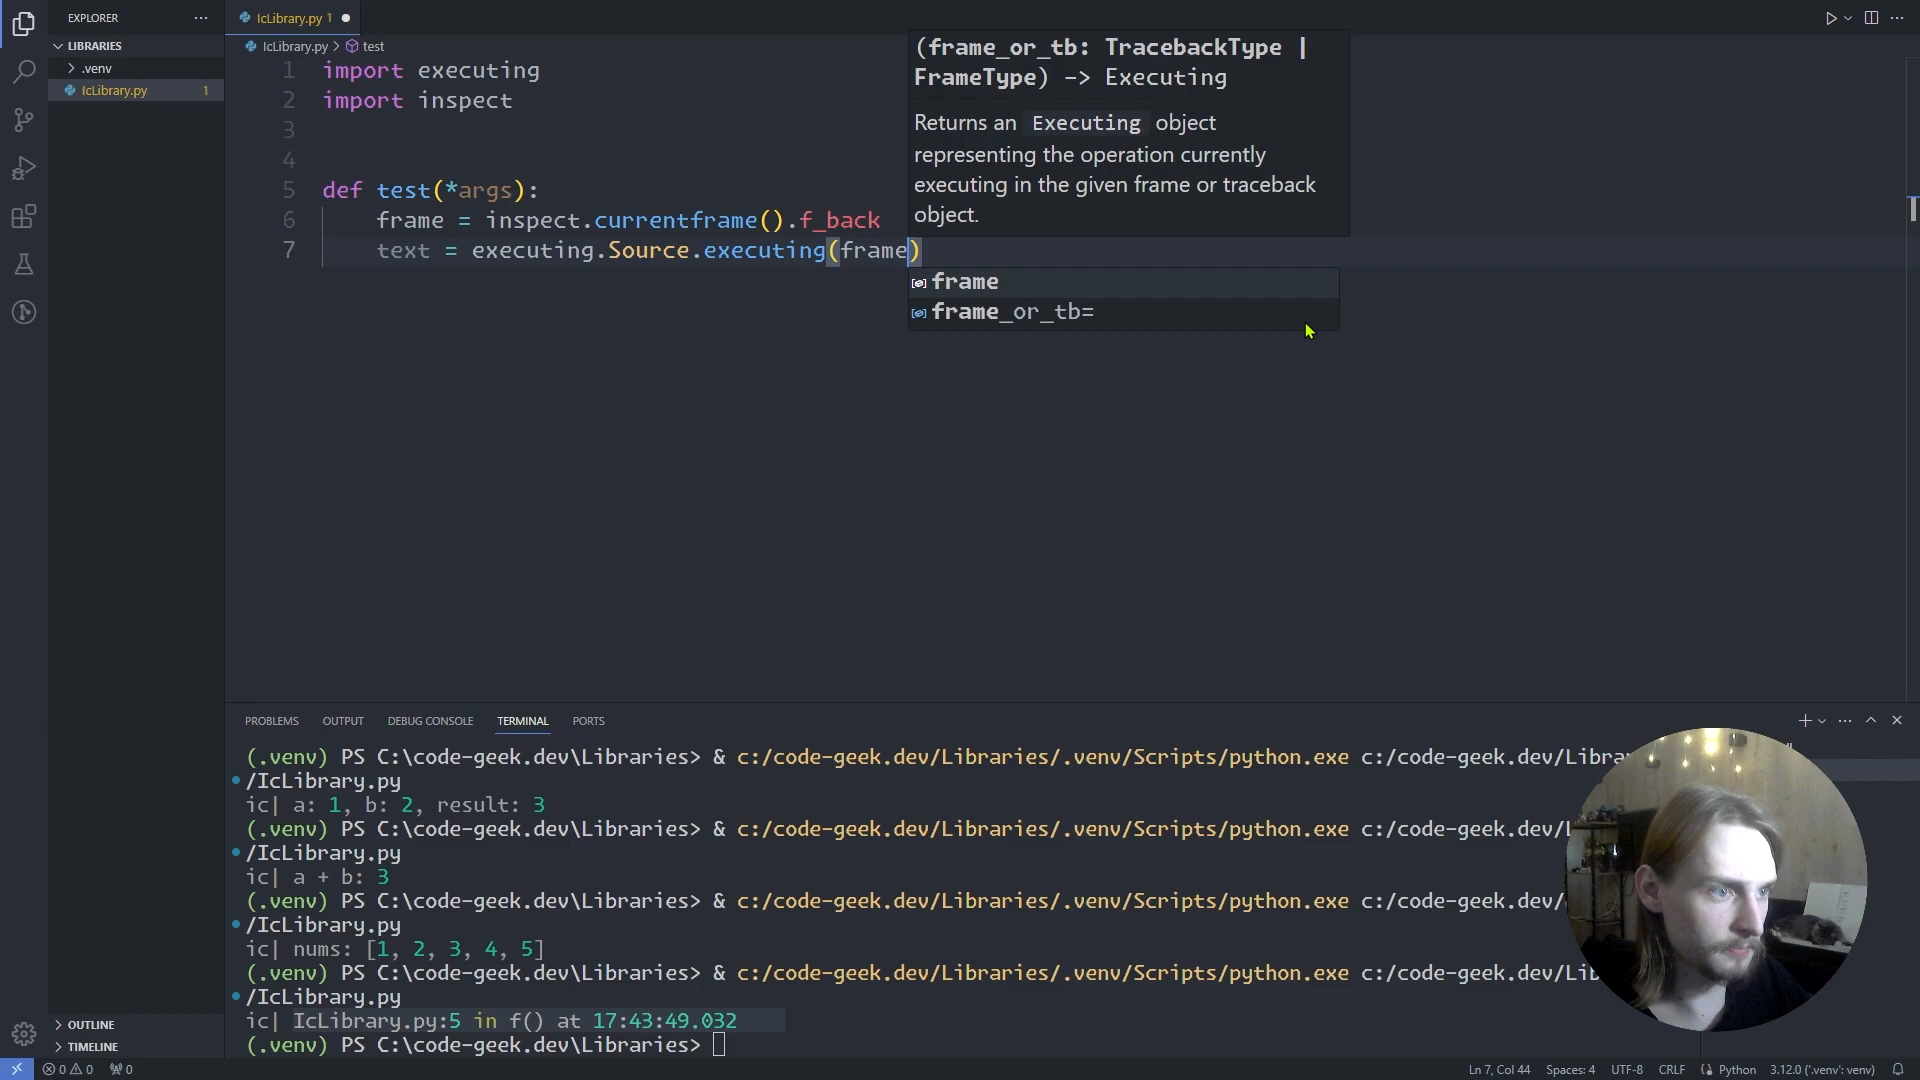 EXPLORER
···
LIBRARIES
.venv
IcLibrary.py 1
IcLibrary.py 1
IcLibrary.py > test
1 import executing
2 import inspect
3
4
5 def test(*args):
6 frame = inspect.currentframe().f_back
7 text = executing.Source.executing(frame)
(frame_or_tb: TracebackType |
FrameType) -> Executing
Returns an Executing object
representing the operation currently
executing in the given frame or traceback
object.
frame
frame_or_tb=
PROBLEMS OUTPUT DEBUG CONSOLE TERMINAL PORTS
(.venv) PS C:\code-geek.dev\Libraries> & c:/code-geek.dev/Libraries/.venv/Scripts/python.exe c:/code-geek.dev/Libra
/IcLibrary.py
ic| a: 1, b: 2, result: 3
(.venv) PS C:\code-geek.dev\Libraries> & c:/code-geek.dev/Libraries/.venv/Scripts/python.exe c:/code-geek.dev/L
/IcLibrary.py
ic| a + b: 3
(.venv) PS C:\code-geek.dev\Libraries> & c:/code-geek.dev/Libraries/.venv/Scripts/python.exe c:/code-geek.dev/
/IcLibrary.py
ic| nums: [1, 2, 3, 4, 5]
(.venv) PS C:\code-geek.dev\Libraries> & c:/code-geek.dev/Libraries/.venv/Scripts/python.exe c:/code-geek.dev/Lib
/IcLibrary.py
ic| IcLibrary.py:5 in f() at 17:43:49.032
(.venv) PS C:\code-geek.dev\Libraries>
OUTLINE
TIMELINE
0 0 0
Ln 7, Col 44 Spaces: 4 UTF-8 CRLF Python 3.12.0 ('.venv': venv)